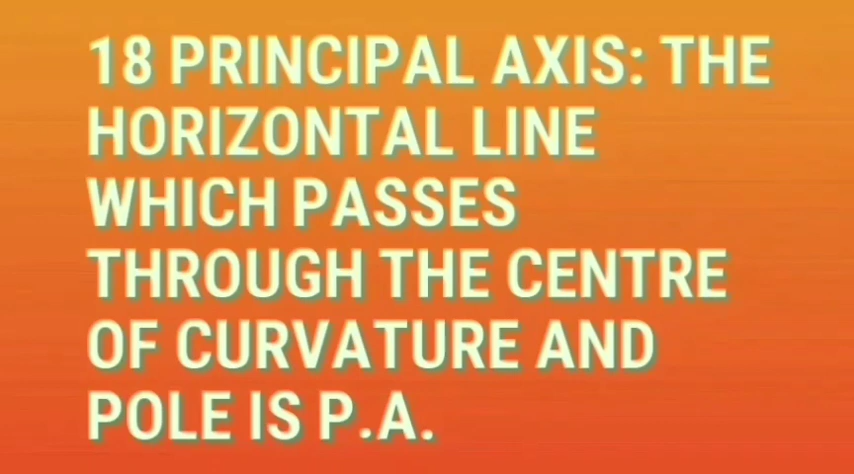 18 PRINCIPAL AXIS: THE
HORIZONTAL LINE
WHICH PASSES
THROUGH THE CENTRE
OF CURVATURE AND
POLE IS P.A.